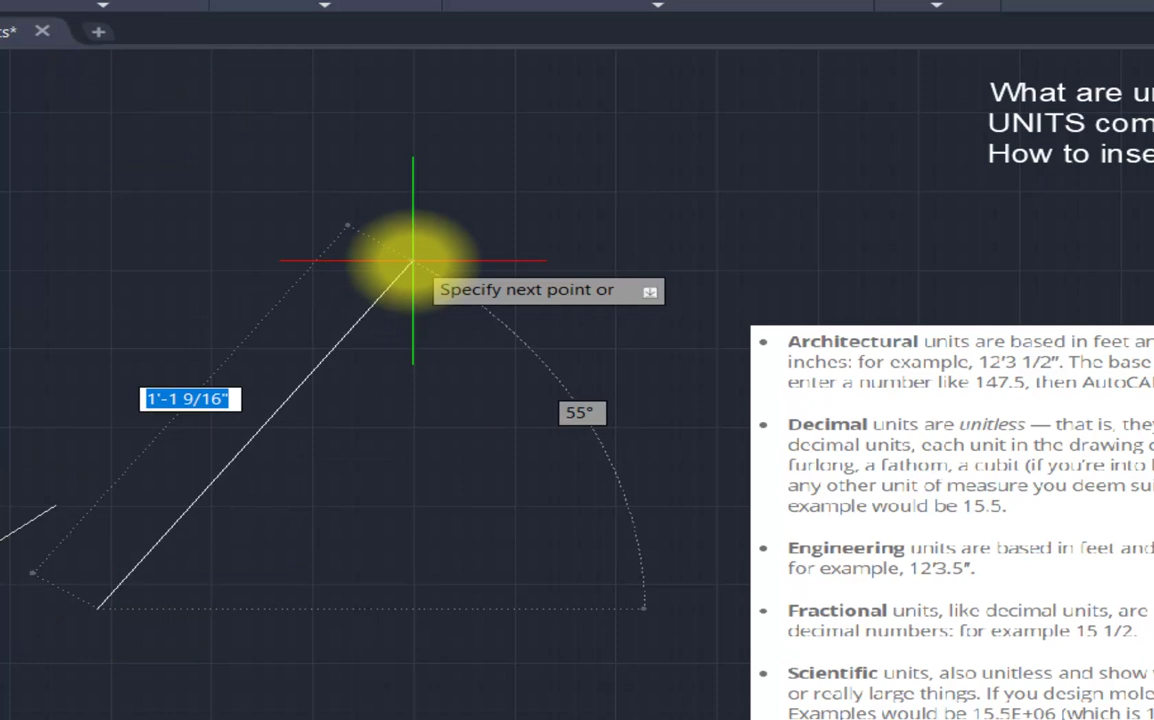 ts*
What are un
UNITS com
How to inse
Specify next point or
1'-1 9/16"
55°
• Architectural units are based in feet an
inches: for example, 12'3 1/2". The base
enter a number like 147.5, then AutoCA
• Decimal units are unitless — that is, they
decimal units, each unit in the drawing
furlong, a fathom, a cubit (if you're into
any other unit of measure you deem sui
example would be 15.5.
• Engineering units are based in feet and
for example, 12'3.5".
• Fractional units, like decimal units, are
decimal numbers: for example 15 1/2.
• Scientific units, also unitless and show
or really large things. If you design mole
Examples would be 15.5E+06 (which is 1